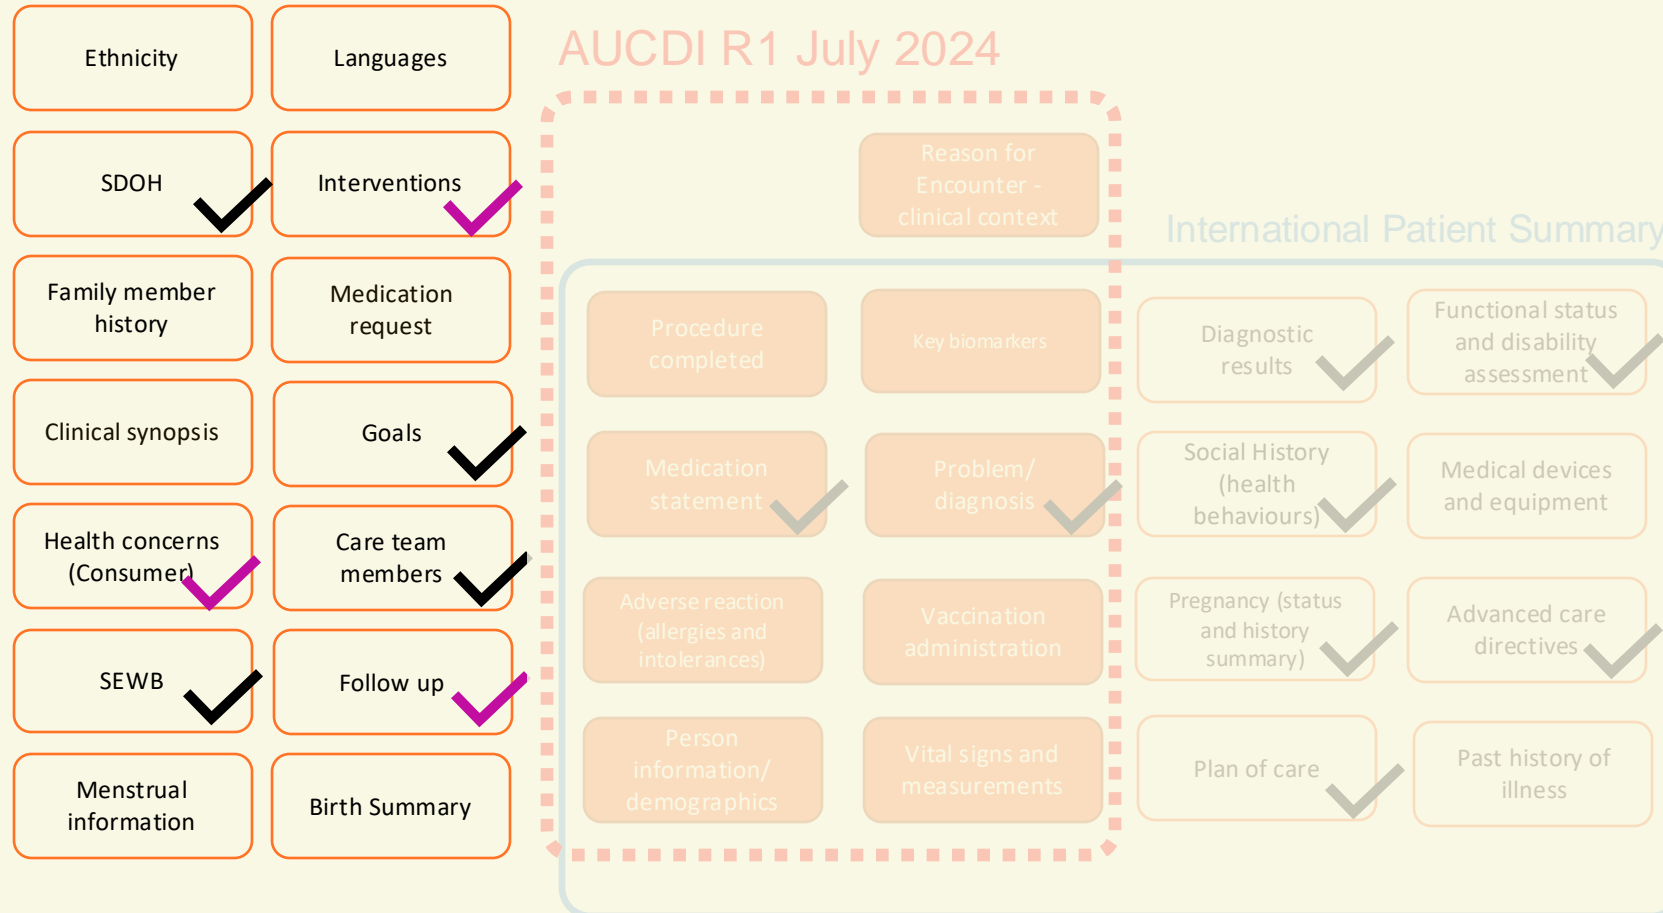 Ethnicity
Languages
SDOH
Interventions
Family member
history
Medication
request
Clinical synopsis
Goals
Health concerns
(Consumer)
Care team
members
SEWB
Follow up
Menstrual
information
Birth Summary
AUCDI R1 July 2024
Reason for
Encounter -
clinical context
Procedure
completed
Key biomarkers
Medication
statement
Problem/
diagnosis
Adverse reaction
(allergies and
intolerances)
Vaccination
administration
Person
information/
demographics
Vital signs and
measurements
International Patient Summary
Diagnostic
results
Functional status
and disability
assessment
Social History
(health
behaviours)
Medical devices
and equipment
Pregnancy (status
and history
summary)
Advanced care
directives
Plan of care
Past history of
illness